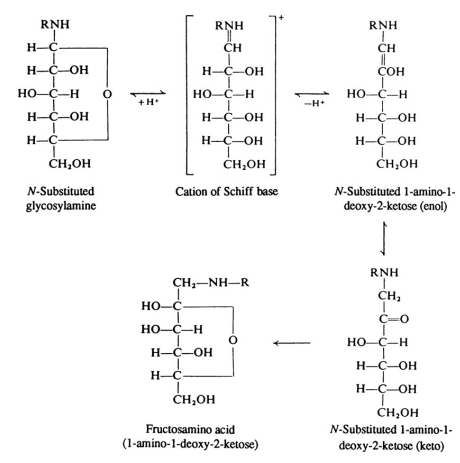 RNH
H—C
H—C—OH
HO—C—H
O
H—C—OH
H—C
CH₂OH
N-Substituted
glycosylamine
+ H⁺
RNH
+
CH
H—C—OH
HO—C—H
H—C—OH
H—C—OH
CH₂OH
Cation of Schiff base
—H⁺
RNH
CH
COH
HO—C—H
H—C—OH
H—C—OH
CH₂OH
N-Substituted 1-amino-1-
deoxy-2-ketose (enol)
RNH
CH₂
C=O
HO—C—H
H—C—OH
H—C—OH
CH₂OH
N-Substituted 1-amino-1-
deoxy-2-ketose (keto)
CH₂—NH—R
HO—C
HO—C—H
O
H—C—OH
H—C
CH₂OH
Fructosamino acid
(1-amino-1-deoxy-2-ketose)